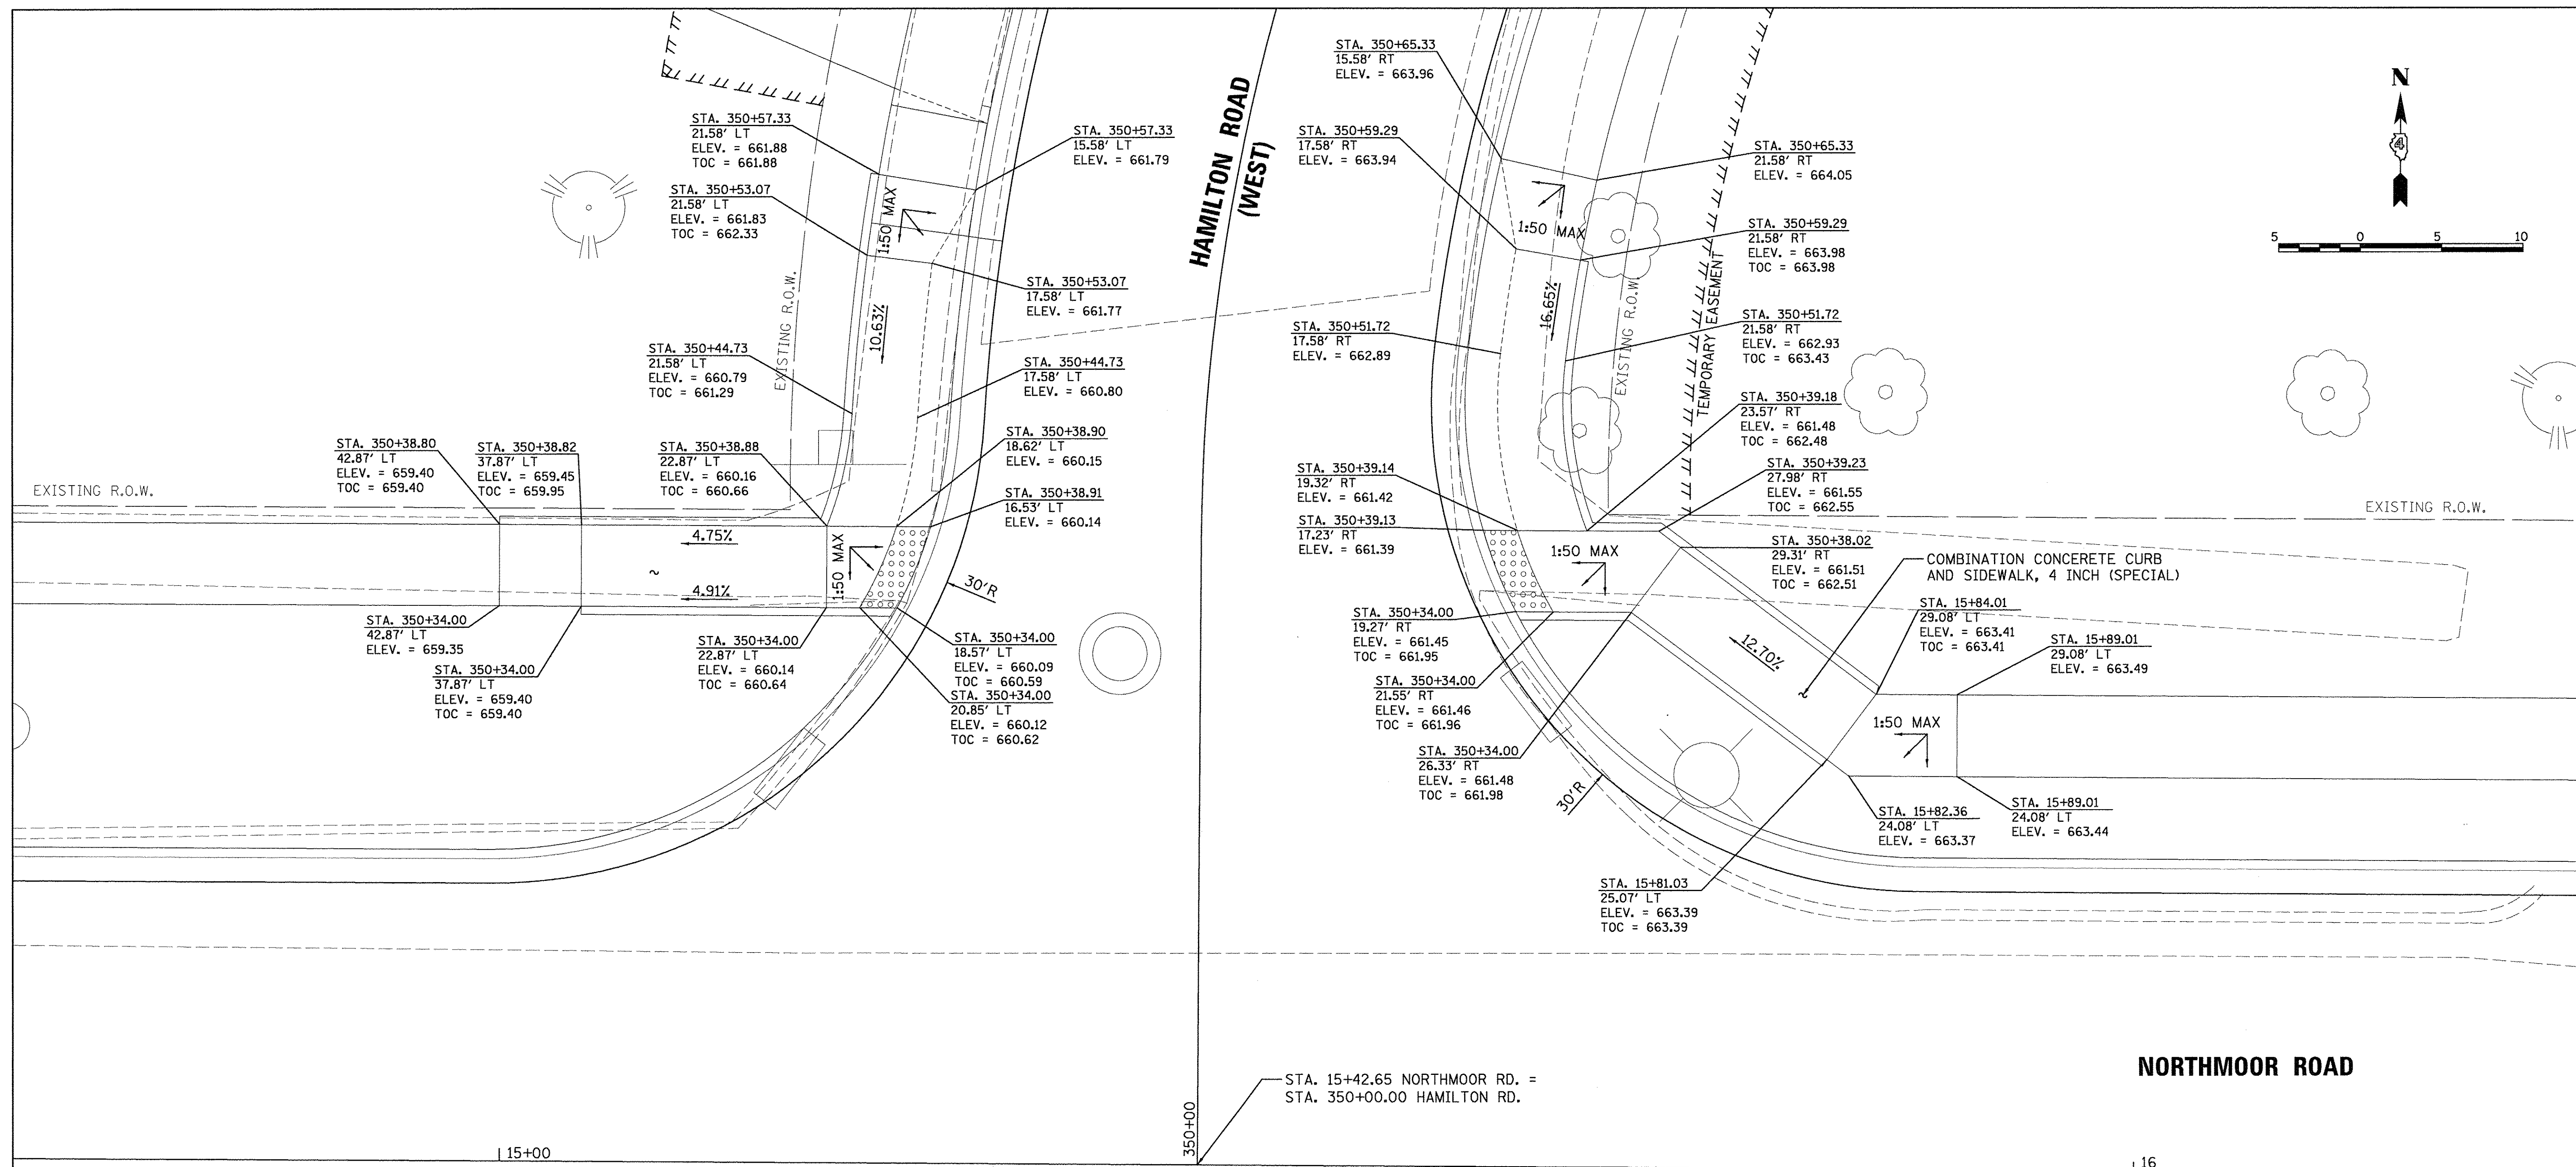 STA. 350+57.33
21.58' LT
ELEV. = 661.88
TOC = 661.88
STA. 350+53.07
21.58' LT
ELEV. = 661.83
TOC = 662.33
STA. 350+57.33
15.58' LT
ELEV. = 661.79
STA. 350+53.07
17.58' LT
ELEV. = 661.77
1:50 MAX
10.63%
EXISTING R.O.W.
STA. 350+44.73
21.58' LT
ELEV. = 660.79
TOC = 661.29
STA. 350+44.73
17.58' LT
ELEV. = 660.80
STA. 350+38.80
42.87' LT
ELEV. = 659.40
TOC = 659.40
STA. 350+38.82
37.87' LT
ELEV. = 659.45
TOC = 659.95
STA. 350+38.88
22.87' LT
ELEV. = 660.16
TOC = 660.66
STA. 350+38.90
18.62' LT
ELEV. = 660.15
STA. 350+38.91
16.53' LT
ELEV. = 660.14
EXISTING R.O.W.
4.75%
~
4.91%
1:50 MAX
30'R
STA. 350+34.00
42.87' LT
ELEV. = 659.35
STA. 350+34.00
37.87' LT
ELEV. = 659.40
TOC = 659.40
STA. 350+34.00
22.87' LT
ELEV. = 660.14
TOC = 660.64
STA. 350+34.00
18.57' LT
ELEV. = 660.09
TOC = 660.59
STA. 350+34.00
20.85' LT
ELEV. = 660.12
TOC = 660.62
HAMILTON ROAD
(WEST)
STA. 350+65.33
15.58' RT
ELEV. = 663.96
STA. 350+59.29
17.58' RT
ELEV. = 663.94
STA. 350+65.33
21.58' RT
ELEV. = 664.05
1:50 MAX
STA. 350+59.29
21.58' RT
ELEV. = 663.98
TOC = 663.98
16.65%
EXISTING R.O.W.
TEMPORARY EASEMENT
STA. 350+51.72
17.58' RT
ELEV. = 662.89
STA. 350+51.72
21.58' RT
ELEV. = 662.93
TOC = 663.43
STA. 350+39.18
23.57' RT
ELEV. = 661.48
TOC = 662.48
STA. 350+39.14
19.32' RT
ELEV. = 661.42
STA. 350+39.13
17.23' RT
ELEV. = 661.39
STA. 350+39.23
27.98' RT
ELEV. = 661.55
TOC = 662.55
EXISTING R.O.W.
1:50 MAX
STA. 350+38.02
29.31' RT
ELEV. = 661.51
TOC = 662.51
COMBINATION CONCERETE CURB
AND SIDEWALK, 4 INCH (SPECIAL)
STA. 350+34.00
19.27' RT
ELEV. = 661.45
TOC = 661.95
STA. 350+34.00
21.55' RT
ELEV. = 661.46
TOC = 661.96
STA. 350+34.00
26.33' RT
ELEV. = 661.48
TOC = 661.98
12.70%
~
STA. 15+84.01
29.08' LT
ELEV. = 663.41
TOC = 663.41
STA. 15+89.01
29.08' LT
ELEV. = 663.49
1:50 MAX
30'R
STA. 15+82.36
24.08' LT
ELEV. = 663.37
STA. 15+89.01
24.08' LT
ELEV. = 663.44
STA. 15+81.03
25.07' LT
ELEV. = 663.39
TOC = 663.39
N
4
5 0 5 10
NORTHMOOR ROAD
STA. 15+42.65 NORTHMOOR RD. =
STA. 350+00.00 HAMILTON RD.
350+00
15+00
16